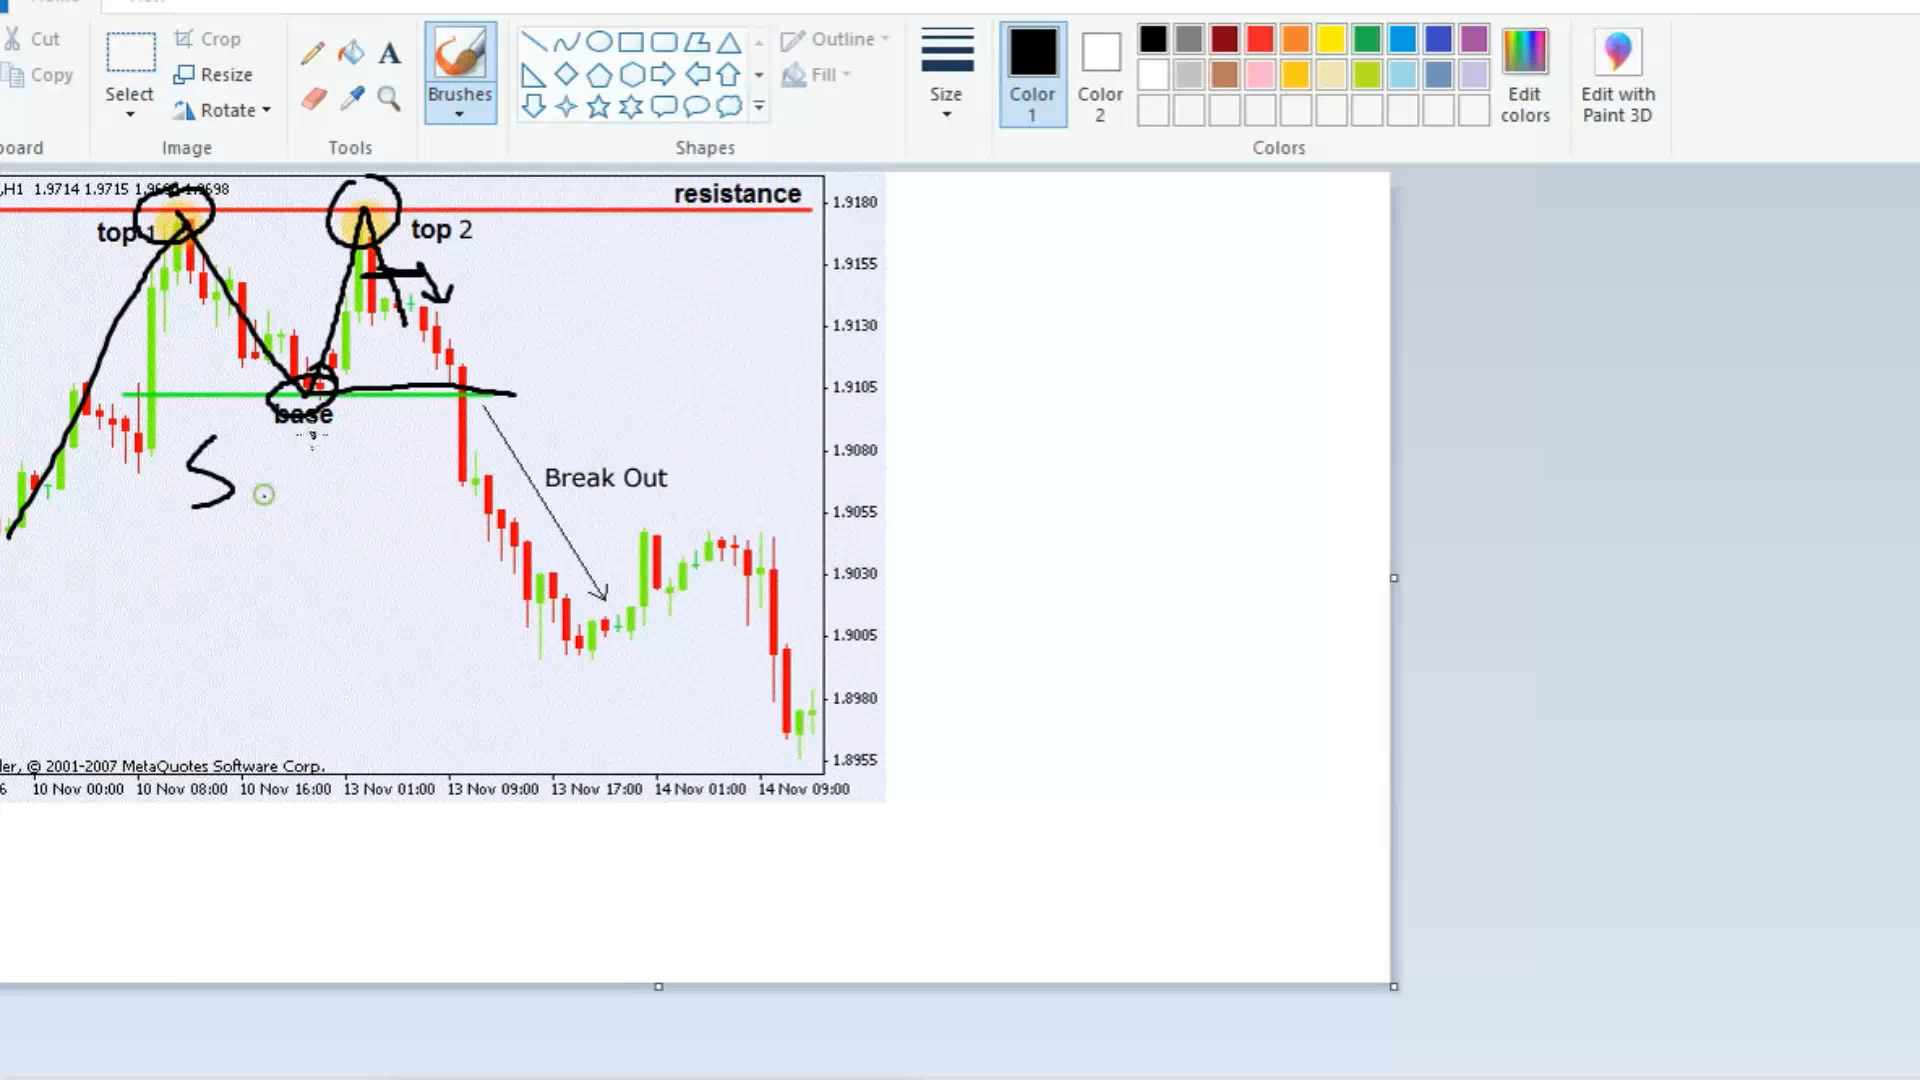 Cut
Copy
Select
Crop
Resize
Rotate
Image
Tools
Brushes
Shapes
Outline
Fill
Size
Color
1
Color
2
Edit
colors
Edit with
Paint 3D
Colors
,H1 1.9714 1.9715
resistance
top 1
top 2
base
S
Break Out
1.9180
1.9155
1.9130
1.9105
1.9080
1.9055
1.9030
1.9005
1.8980
1.8955
ler, © 2001-2007 MetaQuotes Software Corp.
6 10 Nov 00:00 10 Nov 08:00 10 Nov 16:00 13 Nov 01:00 13 Nov 09:00 13 Nov 17:00 14 Nov 01:00 14 Nov 09:00